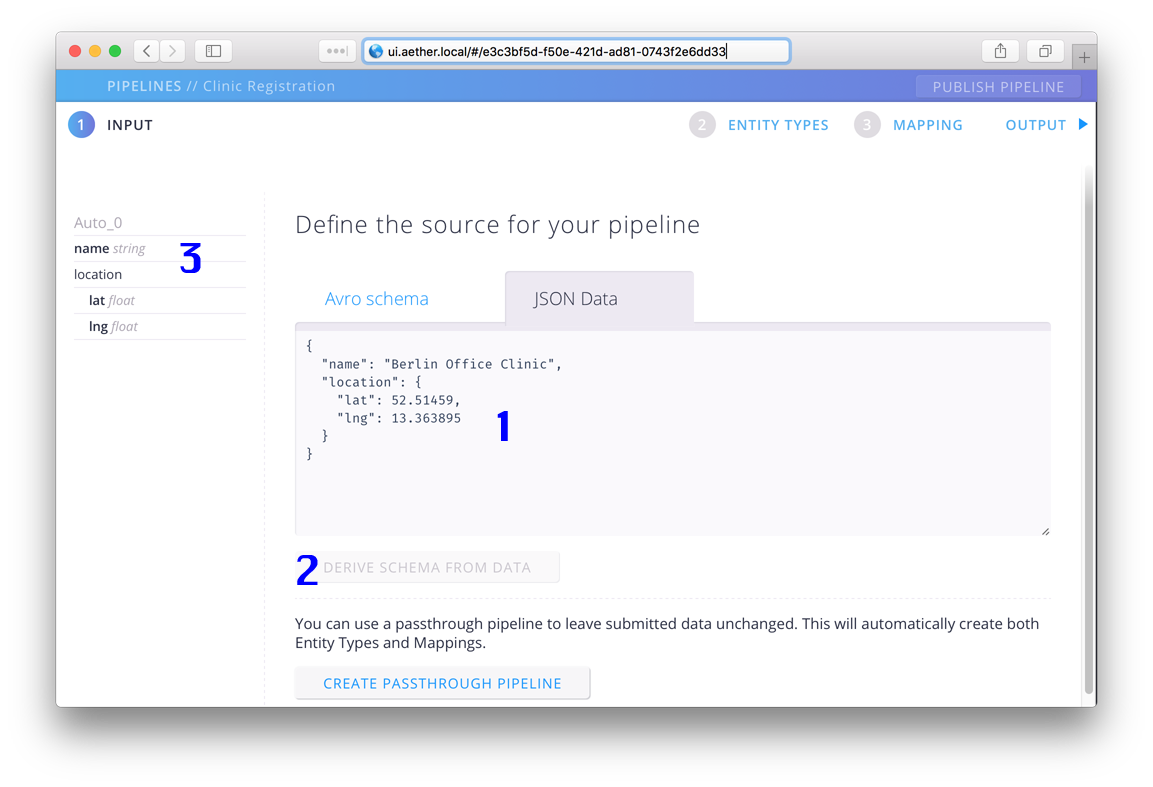 ui.aether.local/#/e3c3bf5d-f50e-421d-ad81-0743f2e6dd33
PIPELINES // Clinic Registration
PUBLISH PIPELINE
1 INPUT
2 ENTITY TYPES
3 MAPPING
OUTPUT
Auto_0
name string
3
location
lat float
lng float
Define the source for your pipeline
Avro schema
JSON Data
{
"name": "Berlin Office Clinic",
"location": {
"lat": 52.51459,
"lng": 13.363895
}
}
1
2
DERIVE SCHEMA FROM DATA
You can use a passthrough pipeline to leave submitted data unchanged. This will automatically create both
Entity Types and Mappings.
CREATE PASSTHROUGH PIPELINE